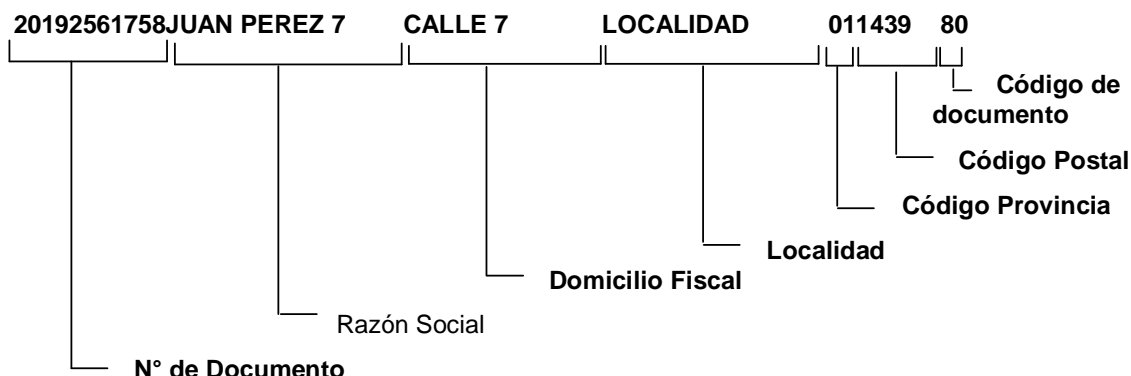 20192561758JUAN PEREZ 7 CALLE 7 LOCALIDAD 011439 80
Código de
documento
Código Postal
Código Provincia
Localidad
Domicilio Fiscal
Razón Social
N° de Documento